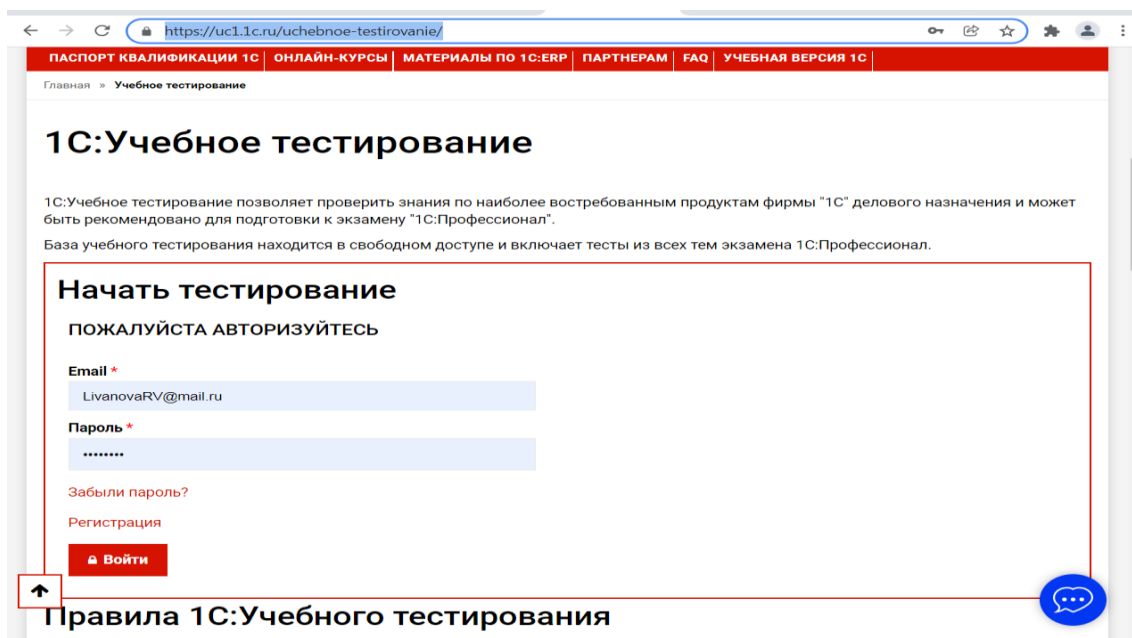 https://uc1.1c.ru/uchebnoe-testirovanie/
ПАСПОРТ КВАЛИФИКАЦИИ 1С ОНЛАЙН-КУРСЫ МАТЕРИАЛЫ ПО 1С:ERP ПАРТНЕРАМ FAQ УЧЕБНАЯ ВЕРСИЯ 1С
Главная » Учебное тестирование
1С:Учебное тестирование
1С:Учебное тестирование позволяет проверить знания по наиболее востребованным продуктам фирмы "1С" делового назначения и может
быть рекомендовано для подготовки к экзамену "1С:Профессионал".
База учебного тестирования находится в свободном доступе и включает тесты из всех тем экзамена 1С:Профессионал.
Начать тестирование
ПОЖАЛУЙСТА АВТОРИЗУЙТЕСЬ
Email *
LivanovaRV@mail.ru
Пароль *
••••••••
Забыли пароль?
Регистрация
Войти
Правила 1С:Учебного тестирования